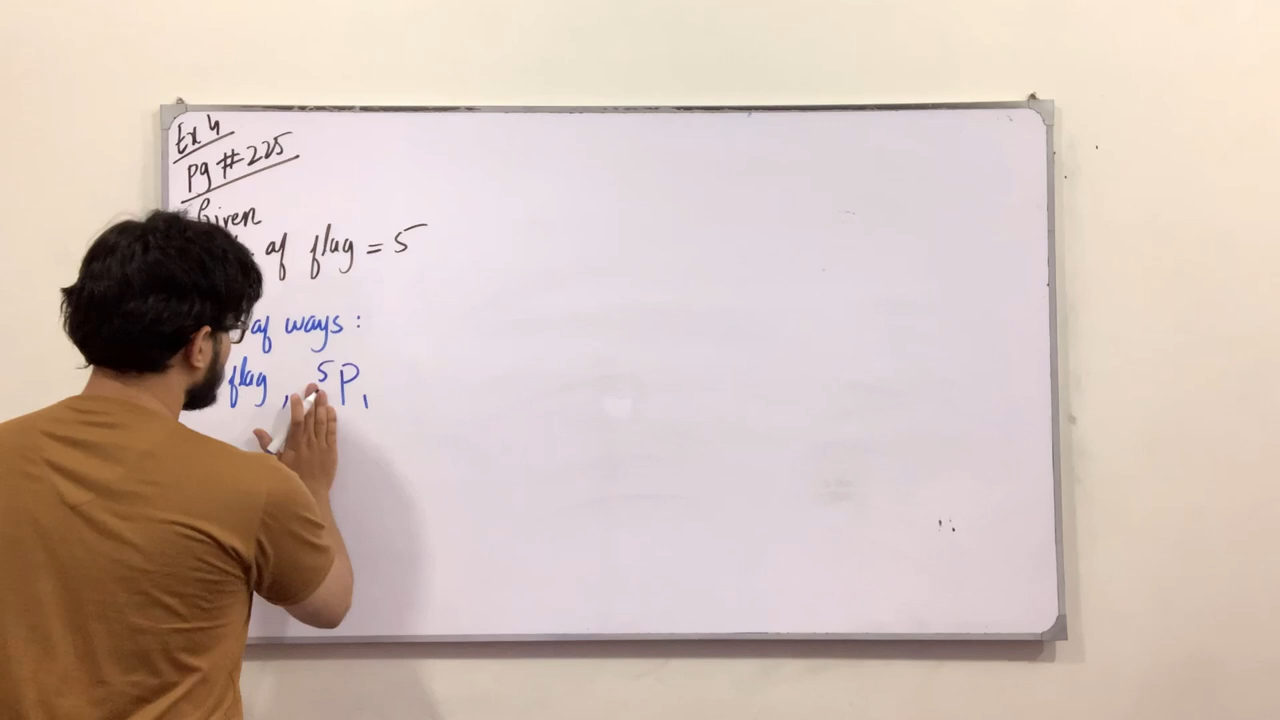 Ex 4
Pg #225
Given
of flag = 5
of ways :
flag , ⁵P₁